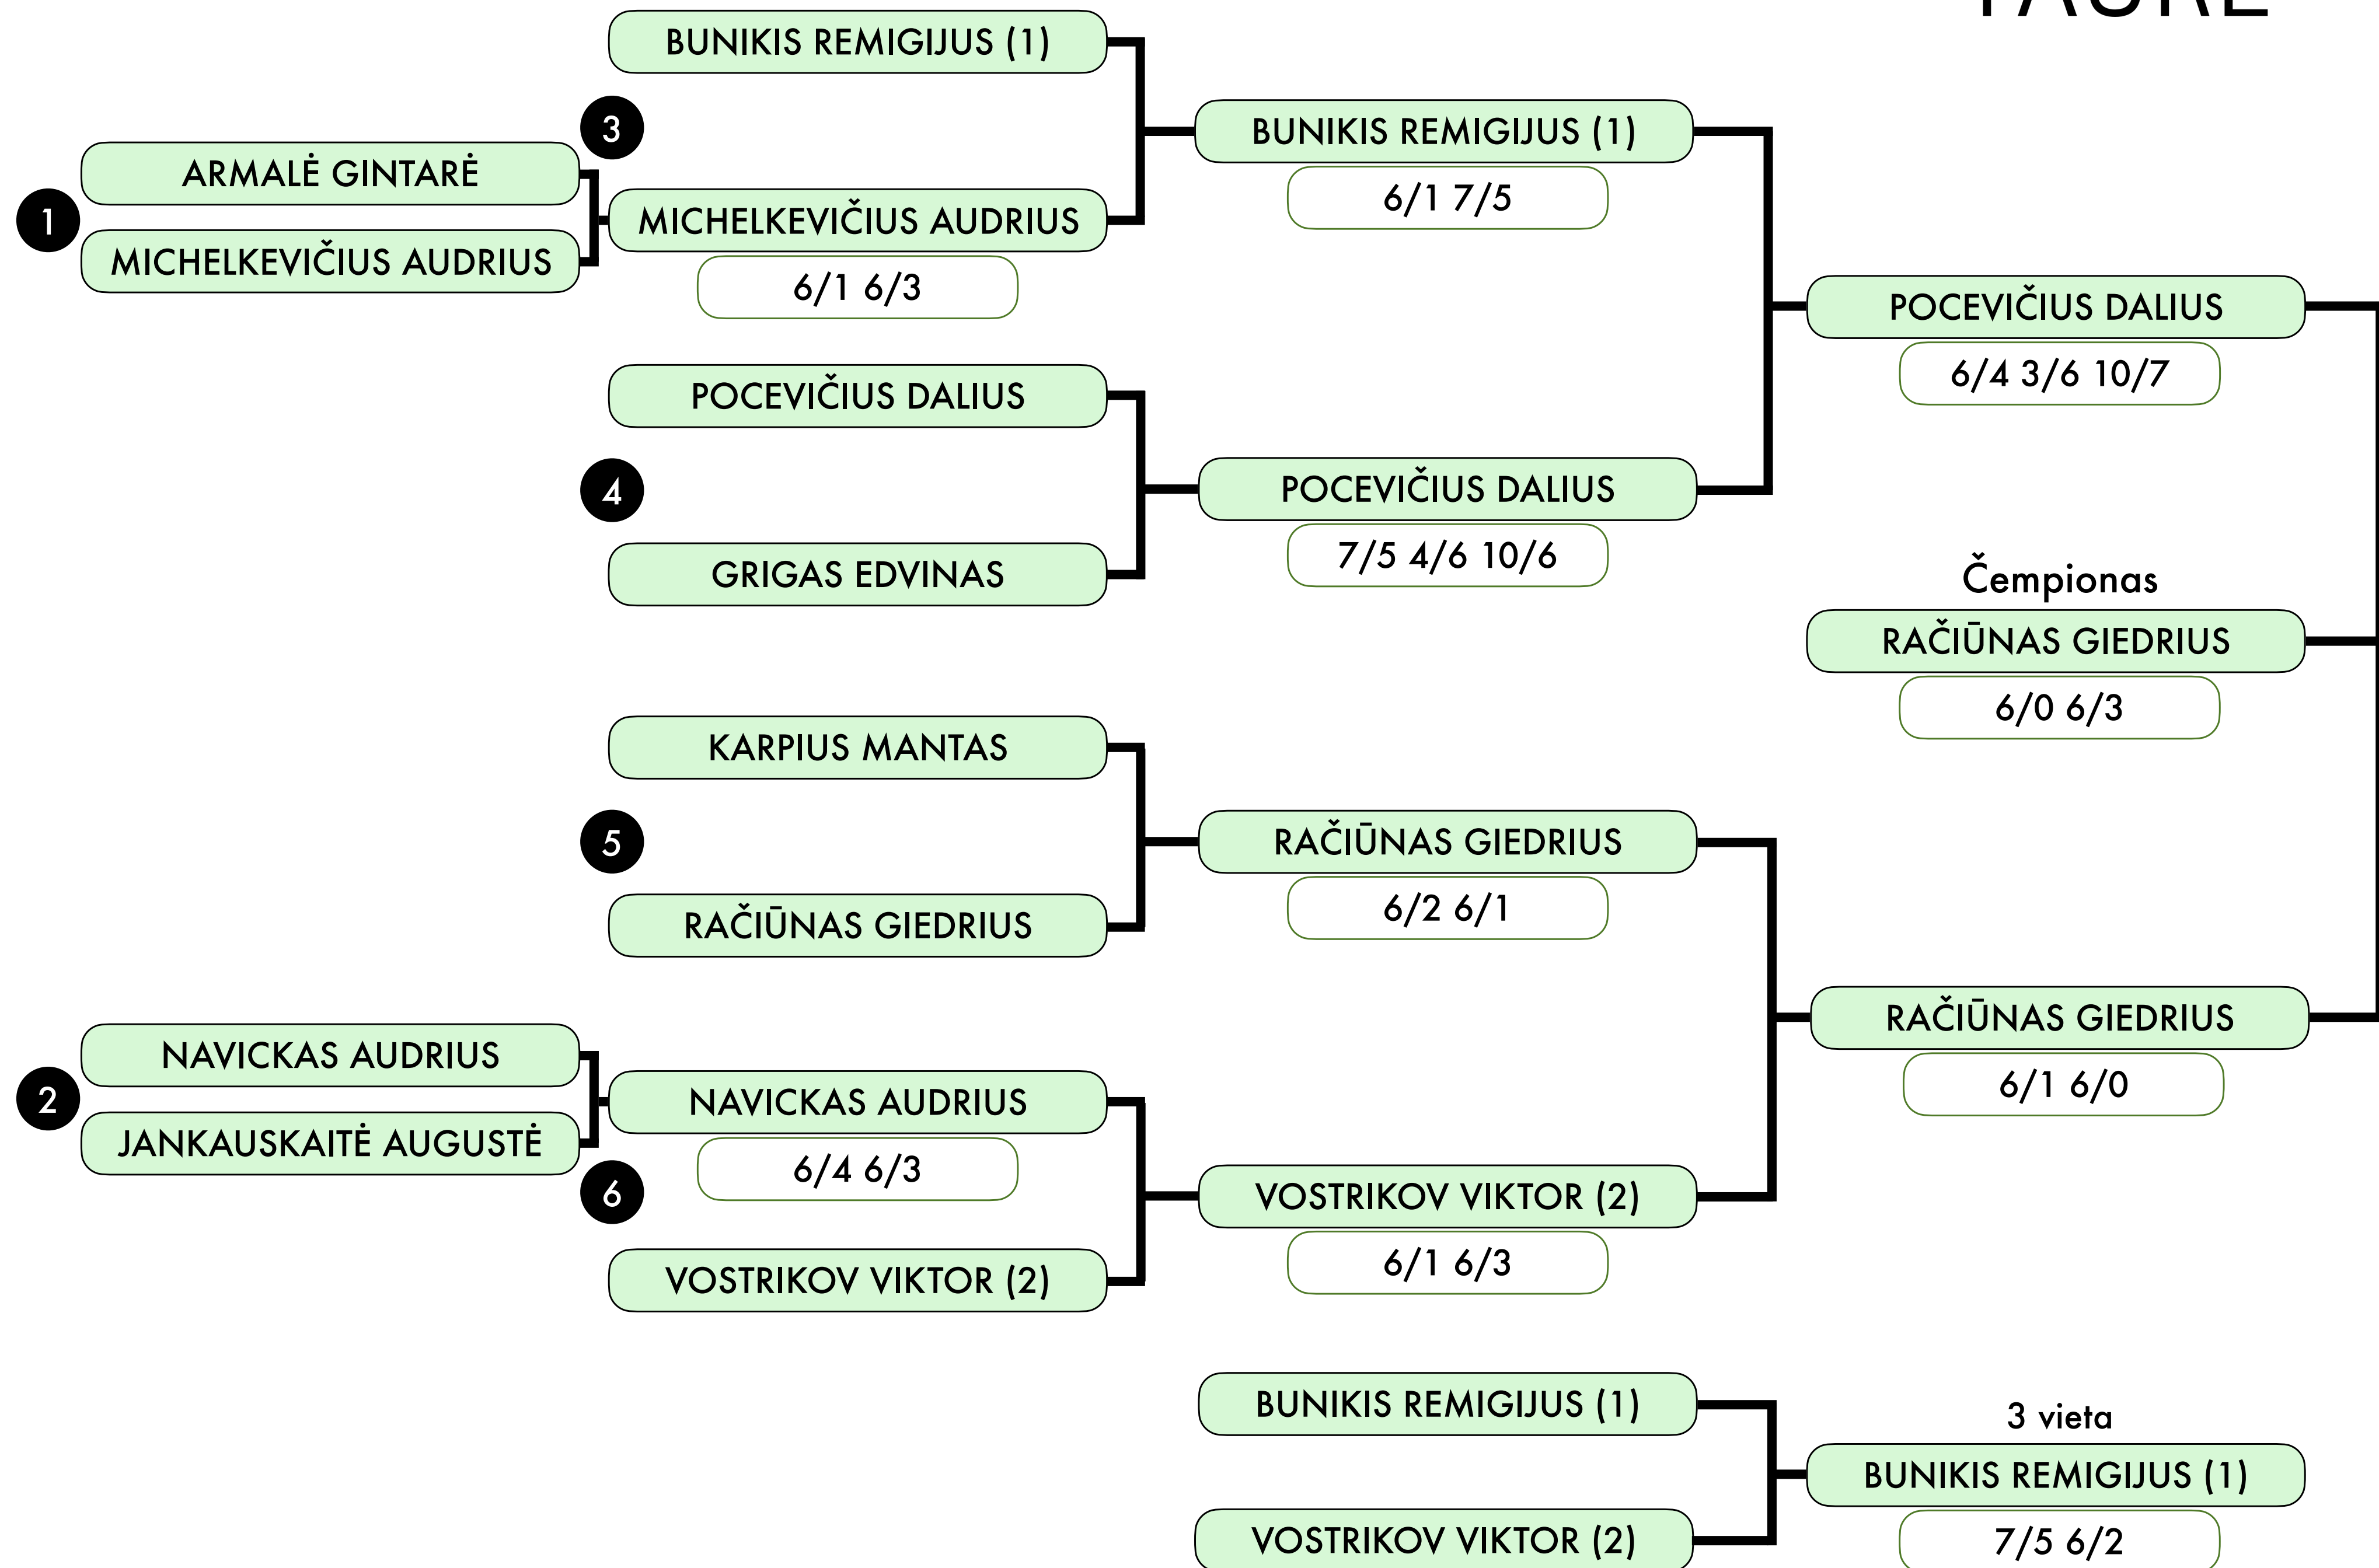 BUNIKIS REMIGIJUS (1)
3
BUNIKIS REMIGIJUS (1)
6/1 7/5
ARMALĖ GINTARĖ
1
MICHELKEVIČIUS AUDRIUS
MICHELKEVIČIUS AUDRIUS
6/1 6/3
POCEVIČIUS DALIUS
6/4 3/6 10/7
POCEVIČIUS DALIUS
4
POCEVIČIUS DALIUS
7/5 4/6 10/6
GRIGAS EDVINAS
Čempionas
RAČIŪNAS GIEDRIUS
6/0 6/3
KARPIUS MANTAS
5
RAČIŪNAS GIEDRIUS
6/2 6/1
RAČIŪNAS GIEDRIUS
RAČIŪNAS GIEDRIUS
6/1 6/0
NAVICKAS AUDRIUS
2
JANKAUSKAITĖ AUGUSTĖ
NAVICKAS AUDRIUS
6/4 6/3
6
VOSTRIKOV VIKTOR (2)
6/1 6/3
VOSTRIKOV VIKTOR (2)
BUNIKIS REMIGIJUS (1)
3 vieta
BUNIKIS REMIGIJUS (1)
7/5 6/2
VOSTRIKOV VIKTOR (2)